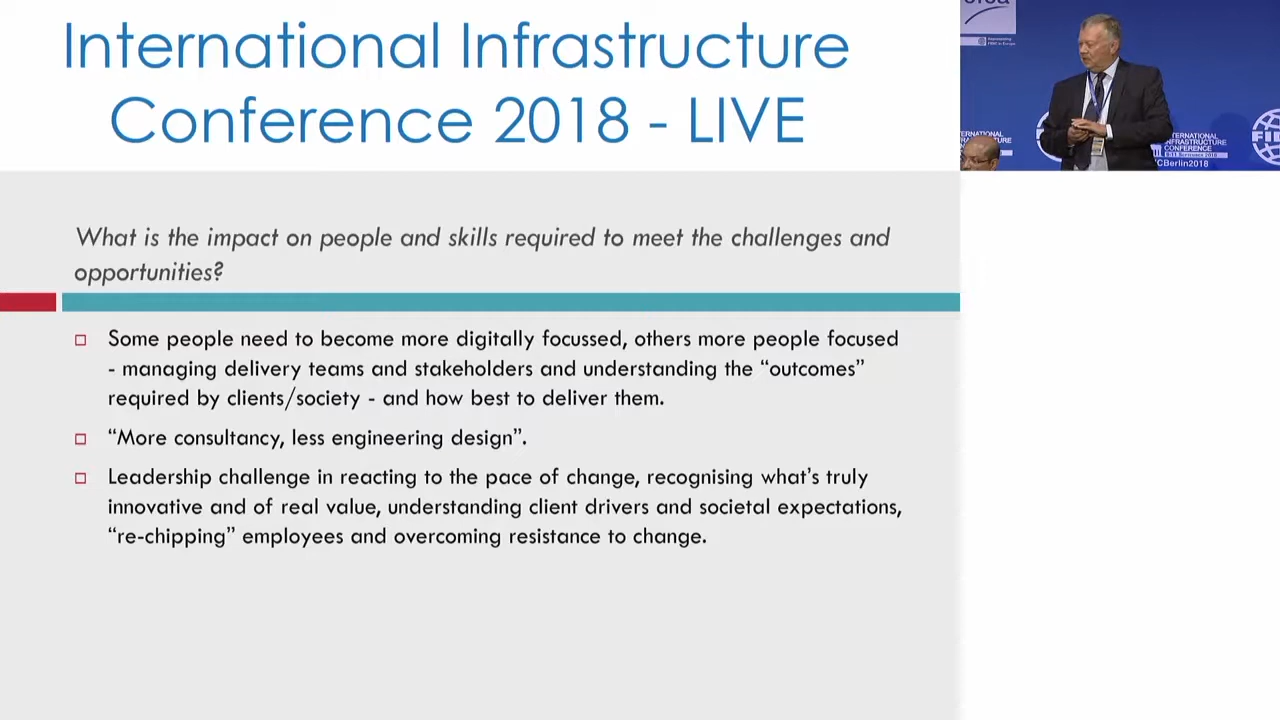 International Infrastructure
Conference 2018 - LIVE
What is the impact on people and skills required to meet the challenges and
opportunities?
Some people need to become more digitally focussed, others more people focused
- managing delivery teams and stakeholders and understanding the “outcomes”
required by clients/society - and how best to deliver them.
“More consultancy, less engineering design”.
Leadership challenge in reacting to the pace of change, recognising what’s truly
innovative and of real value, understanding client drivers and societal expectations,
“re-chipping” employees and overcoming resistance to change.
INTERNATIONAL
INFRASTRUCTURE
CONFERENCE
CBerlin2018